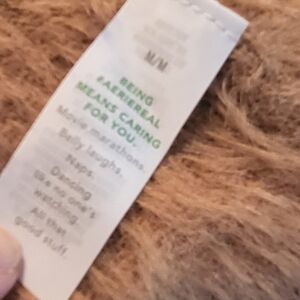 M/M
BEING
#AERIEREAL
MEANS CARING
FOR YOU.
Movie marathons.
Belly laughs.
Naps.
Dancing
like no one's
watching.
All that
good stuff.